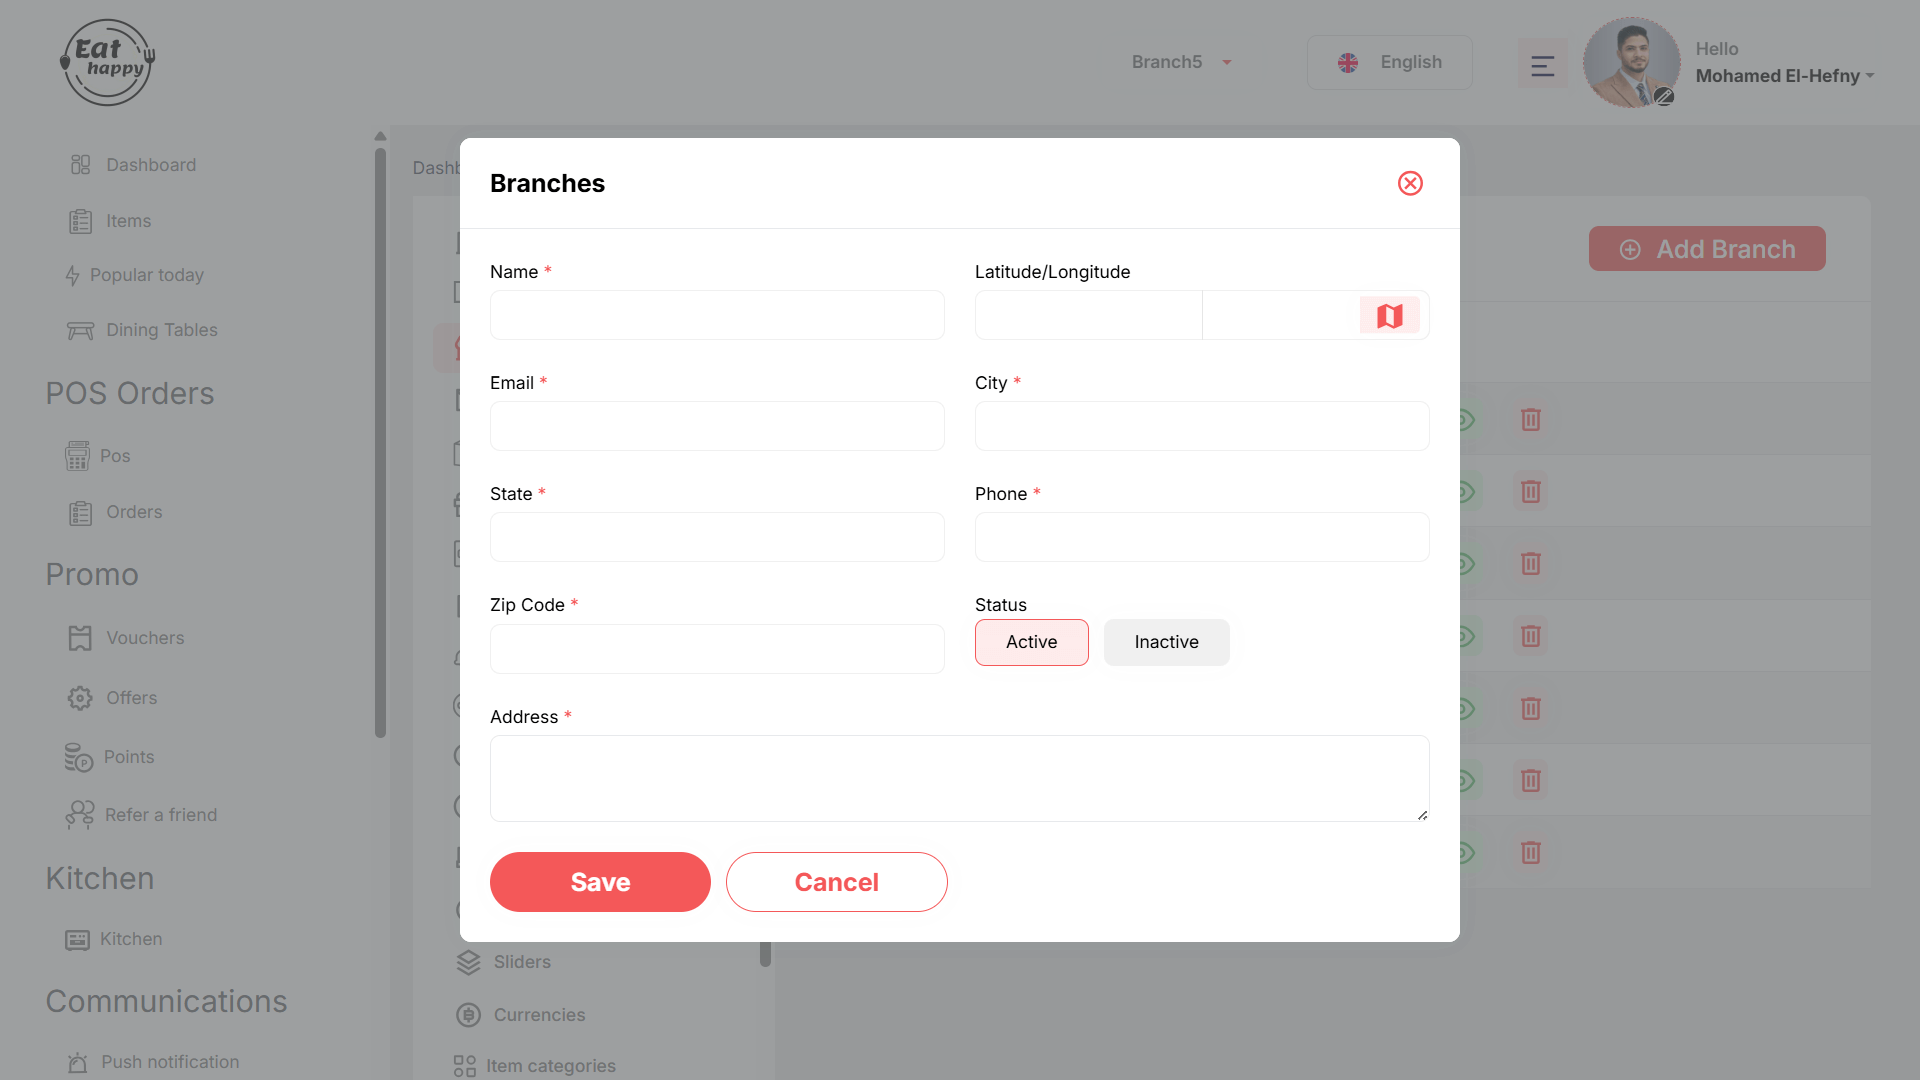 Eat
happy
Branch5
English
Hello
Mohamed El-Hefny
Dashboard
Items
Popular today
Dining Tables
POS Orders
Pos
Orders
Promo
Vouchers
Offers
Points
Refer a friend
Kitchen
Kitchen
Communications
Push notification
Dashb
Add Branch
Branches
Name *
Latitude/Longitude
Email *
City *
State *
Phone *
Zip Code *
Status
Active
Inactive
Address *
Save
Cancel
Sliders
Currencies
Item categories